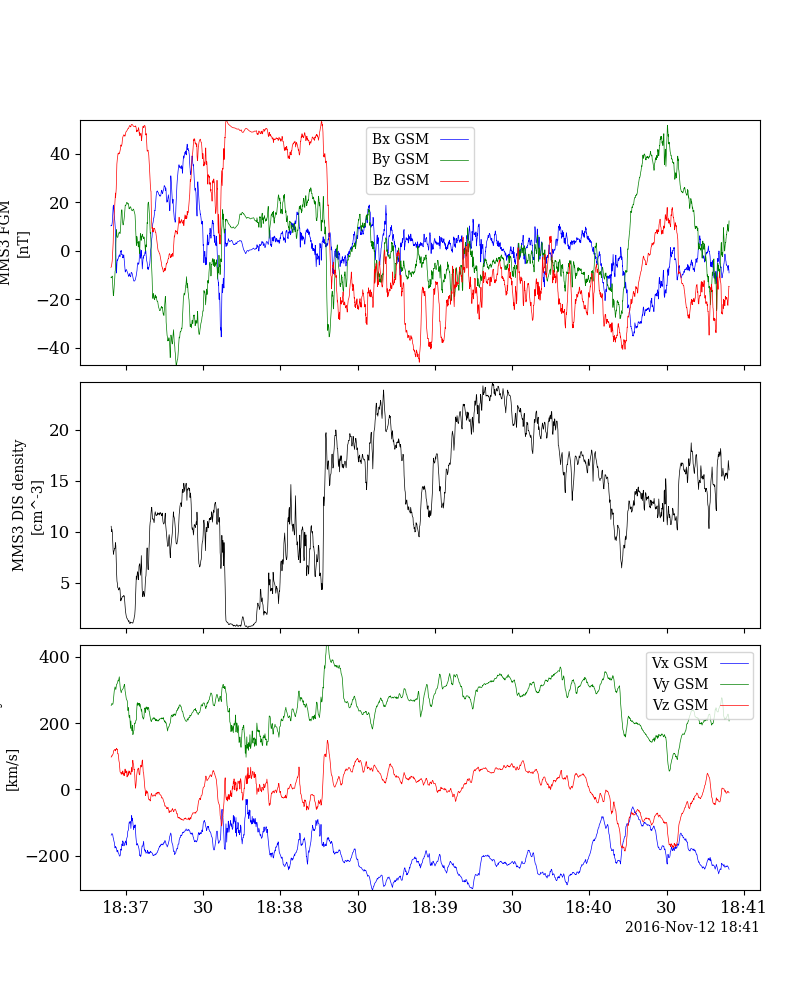 MMS3 FGM
[nT]
40
20
0
−20
−40
Bx GSM
By GSM
Bz GSM
MMS3 DIS density
[cm^-3]
20
15
10
5
[km/s]
400
200
0
−200
Vx GSM
Vy GSM
Vz GSM
18:37
30
18:38
30
18:39
30
18:40
30
18:41
2016-Nov-12 18:41